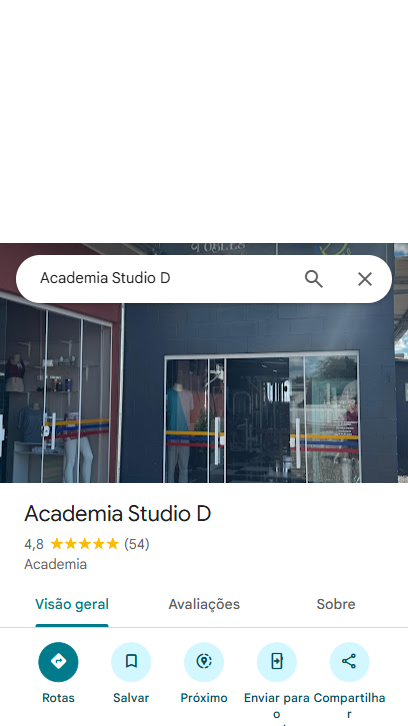 Academia Studio D
Academia Studio D
4,8 (54)
Academia
Visão geral Avaliações Sobre
Rotas Salvar Próximo Enviar para o Compartilhar